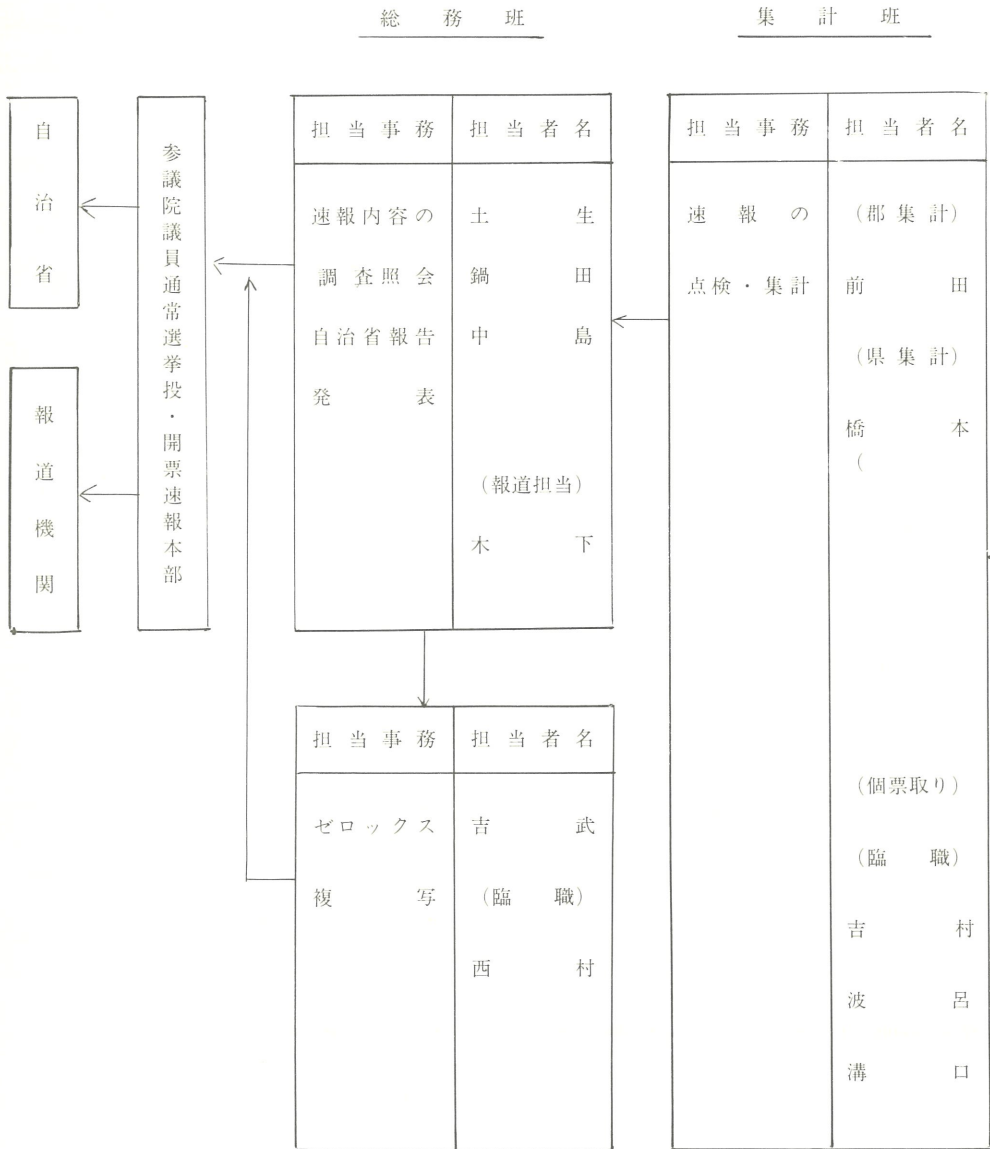 総務班
集計班
自治省
報道機関
参議院議員通常選挙投・開票速報本部
担当事務
担当者名
速報内容の
調査照会
自治省報告
発表
土生
鍋田
中島
(報道担当)
木下
担当事務
担当者名
ゼロックス
複写
吉武
(臨職)
西村
担当事務
担当者名
速報の
点検・集計
(郡集計)
前田
(県集計)
橋本
(
(個票取り)
(臨職)
吉村
波呂
溝口